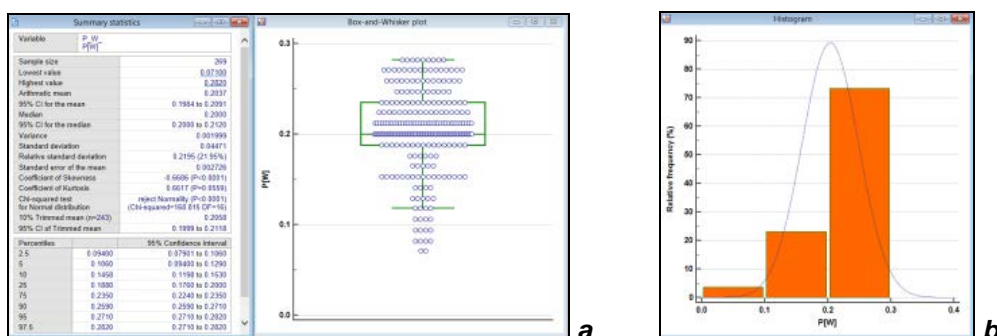 Summary statistics
Variable P_W_
P[W]
Sample size 269
Lowest value 0.07100
Highest value 0.2820
Arithmetic mean 0.2037
95% CI for the mean 0.1984 to 0.2091
Median 0.2000
95% CI for the median 0.2000 to 0.2120
Variance 0.001999
Standard deviation 0.04471
Relative standard deviation 0.2195 (21.95%)
Standard error of the mean 0.002726
Coefficient of Skewness -0.6686 (P<0.0001)
Coefficient of Kurtosis 0.6617 (P=0.0559)
Chi-squared test reject Normality (P<0.0001)
for Normal distribution (Chi-squared=160.815 DF=16)
10% Trimmed mean (n=243) 0.2058
95% CI of Trimmed mean 0.1999 to 0.2118
Percentiles 95% Confidence Interval
2.5 0.09400 0.07901 to 0.1060
5 0.1060 0.09400 to 0.1290
10 0.1450 0.1198 to 0.1530
25 0.1880 0.1760 to 0.2000
75 0.2350 0.2240 to 0.2350
90 0.2590 0.2590 to 0.2710
95 0.2710 0.2710 to 0.2820
97.5 0.2820 0.2710 to 0.2820
Box-and-Whisker plot
0.3
0.2
0.1
0.0
P[W]
a
Histogram
90
80
70
60
50
40
30
20
10
0
Relative frequency (%)
0.0 0.1 0.2 0.3 0.4
P[W]
b